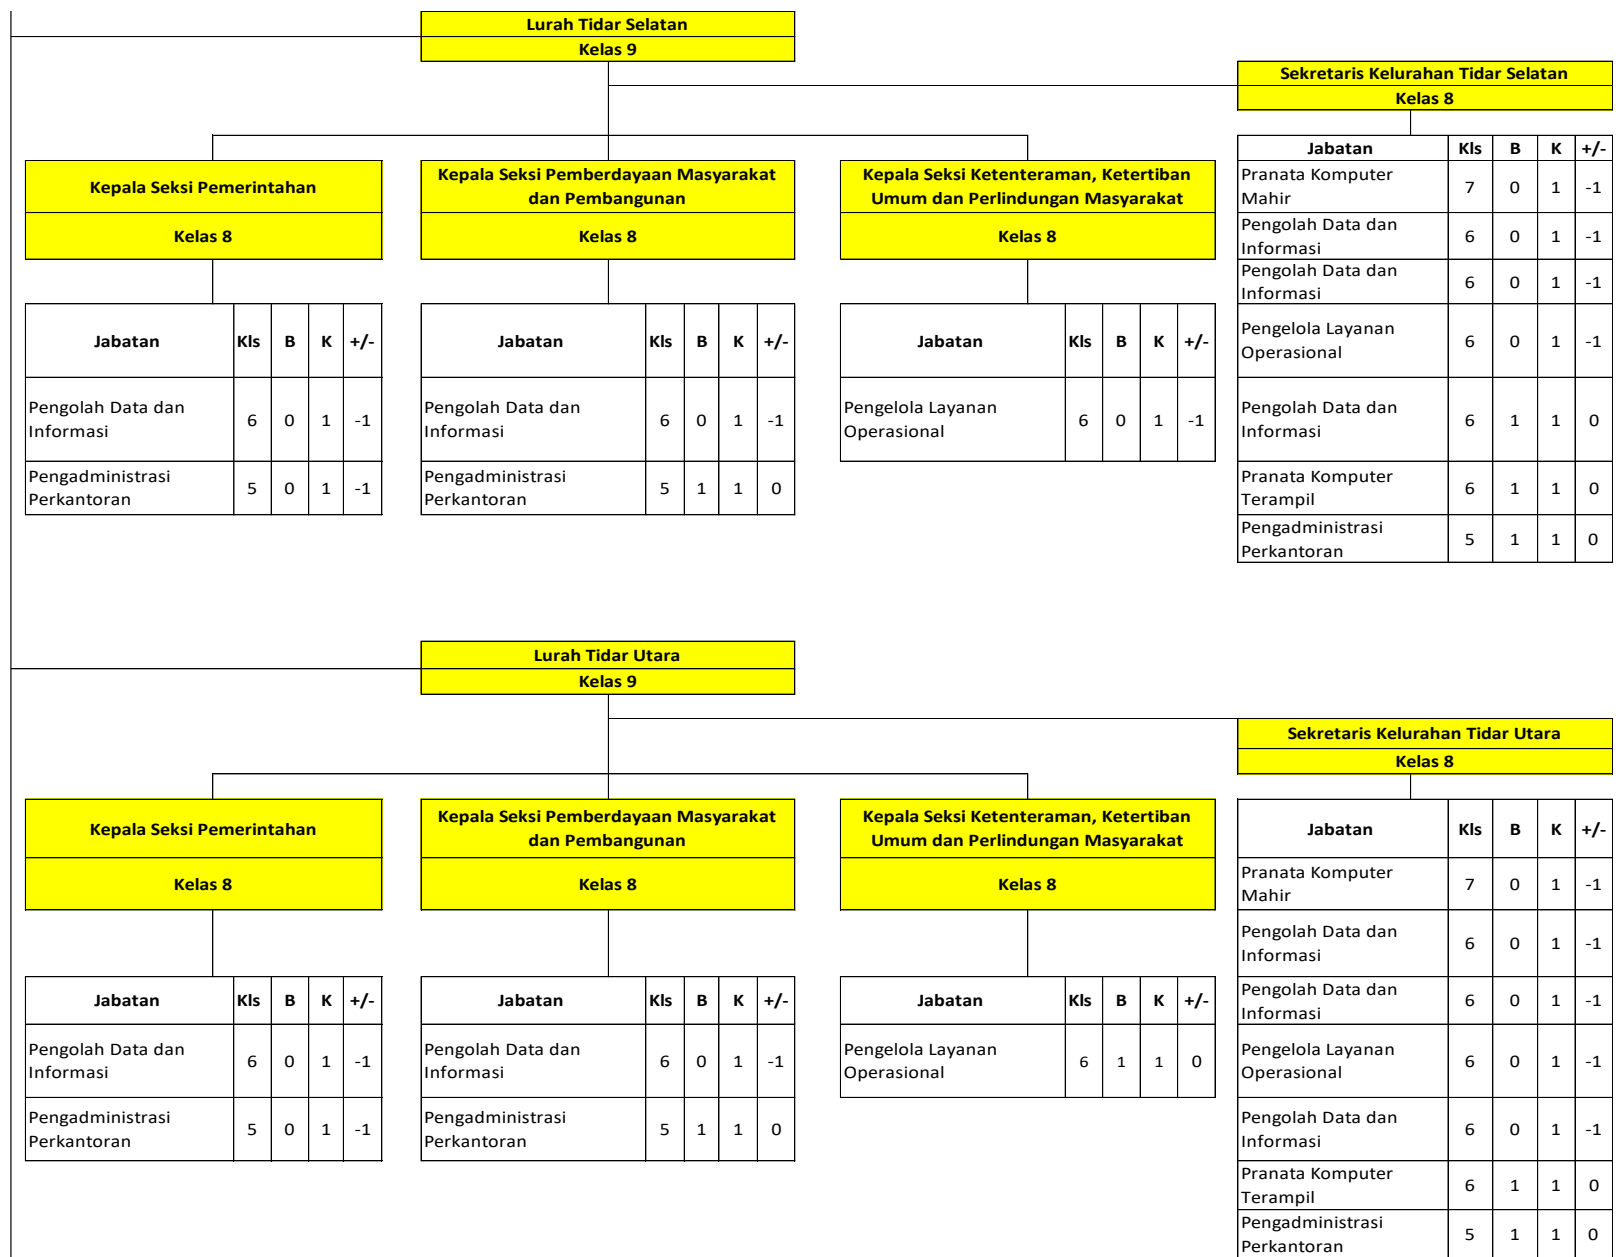 Lurah Tidar Selatan
Kelas 9
Sekretaris Kelurahan Tidar Selatan
Kelas 8
Kepala Seksi Pemerintahan
Kelas 8
Jabatan Kls B K +/-
Pengolah Data dan
Informasi 6 0 1 -1
Pengadministrasi
Perkantoran 5 0 1 -1
Kepala Seksi Pemberdayaan Masyarakat
dan Pembangunan
Kelas 8
Jabatan Kls B K +/-
Pengolah Data dan
Informasi 6 0 1 -1
Pengadministrasi
Perkantoran 5 1 1 0
Kepala Seksi Ketenteraman, Ketertiban
Umum dan Perlindungan Masyarakat
Kelas 8
Jabatan Kls B K +/-
Pengelola Layanan
Operasional 6 0 1 -1
Jabatan Kls B K +/-
Pranata Komputer
Mahir 7 0 1 -1
Pengolah Data dan
Informasi 6 0 1 -1
Pengolah Data dan
Informasi 6 0 1 -1
Pengelola Layanan
Operasional 6 0 1 -1
Pengolah Data dan
Informasi 6 1 1 0
Pranata Komputer
Terampil 6 1 1 0
Pengadministrasi
Perkantoran 5 1 1 0
Lurah Tidar Utara
Kelas 9
Sekretaris Kelurahan Tidar Utara
Kelas 8
Kepala Seksi Pemerintahan
Kelas 8
Jabatan Kls B K +/-
Pengolah Data dan
Informasi 6 0 1 -1
Pengadministrasi
Perkantoran 5 0 1 -1
Kepala Seksi Pemberdayaan Masyarakat
dan Pembangunan
Kelas 8
Jabatan Kls B K +/-
Pengolah Data dan
Informasi 6 0 1 -1
Pengadministrasi
Perkantoran 5 1 1 0
Kepala Seksi Ketenteraman, Ketertiban
Umum dan Perlindungan Masyarakat
Kelas 8
Jabatan Kls B K +/-
Pengelola Layanan
Operasional 6 1 1 0
Jabatan Kls B K +/-
Pranata Komputer
Mahir 7 0 1 -1
Pengolah Data dan
Informasi 6 0 1 -1
Pengolah Data dan
Informasi 6 0 1 -1
Pengelola Layanan
Operasional 6 0 1 -1
Pengolah Data dan
Informasi 6 0 1 -1
Pranata Komputer
Terampil 6 1 1 0
Pengadministrasi
Perkantoran 5 1 1 0